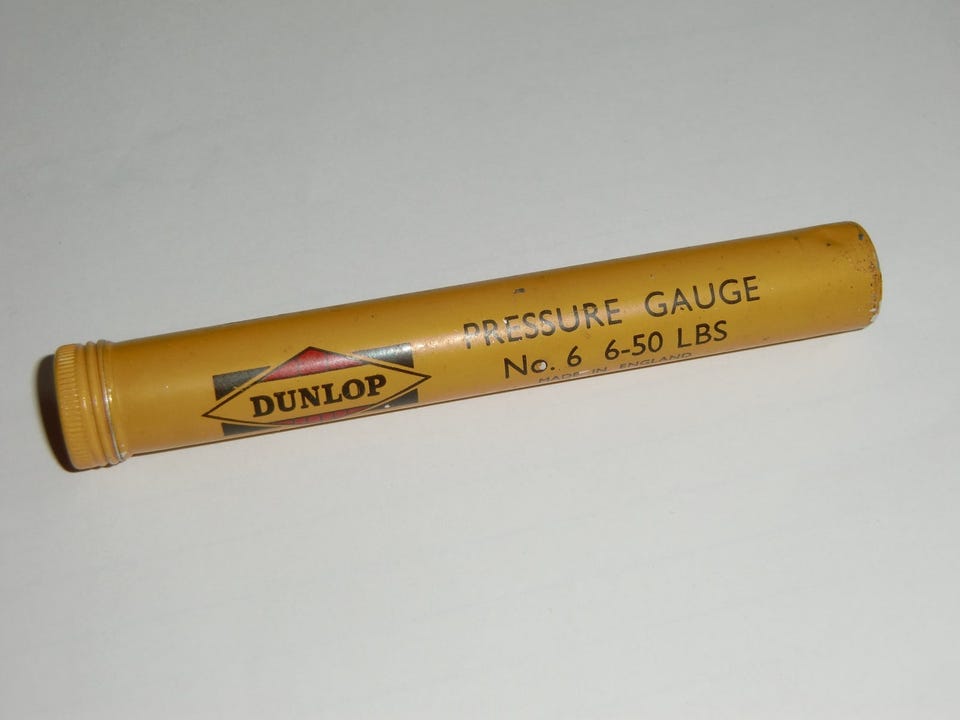 DUNLOP
PRESSURE GAUGE
No. 6 6-50 LBS
MADE IN ENGLAND